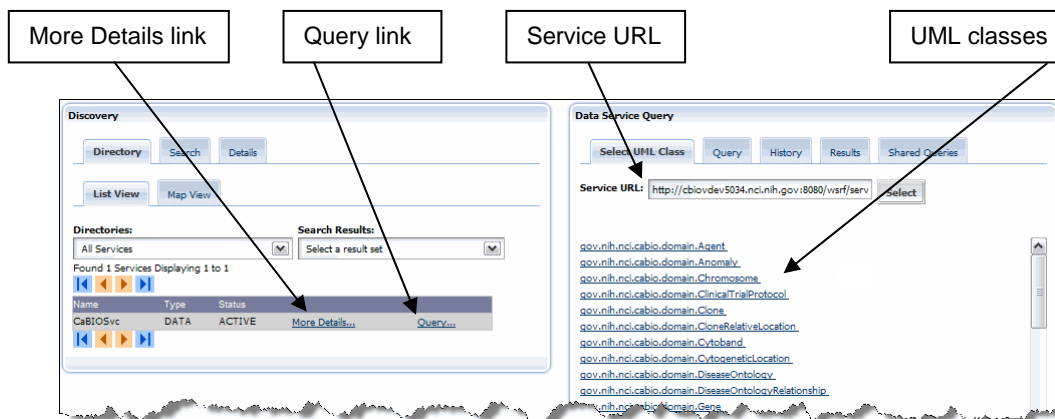 More Details link
Query link
Service URL
UML classes
Discovery
Directory Search Details
List View Map View
Directories: Search Results:
All Services Select a result set
Found 1 Services Displaying 1 to 1
Name Type Status
CaBIOSvc DATA ACTIVE More Details... Query...
Data Service Query
Select UML Class Query History Results Shared Queries
Service URL: http://cbiovdev5034.nci.nih.gov:8080/wsrf/serv Select
gov.nih.nci.cabio.domain.Agent
gov.nih.nci.cabio.domain.Anomaly
gov.nih.nci.cabio.domain.Chromosome
gov.nih.nci.cabio.domain.ClinicalTrialProtocol
gov.nih.nci.cabio.domain.Clone
gov.nih.nci.cabio.domain.CloneRelativeLocation
gov.nih.nci.cabio.domain.Cytoband
gov.nih.nci.cabio.domain.CytogeneticLocation
gov.nih.nci.cabio.domain.DiseaseOntology
gov.nih.nci.cabio.domain.DiseaseOntologyRelationship
gov.nih.nci.cabio.domain.Gene